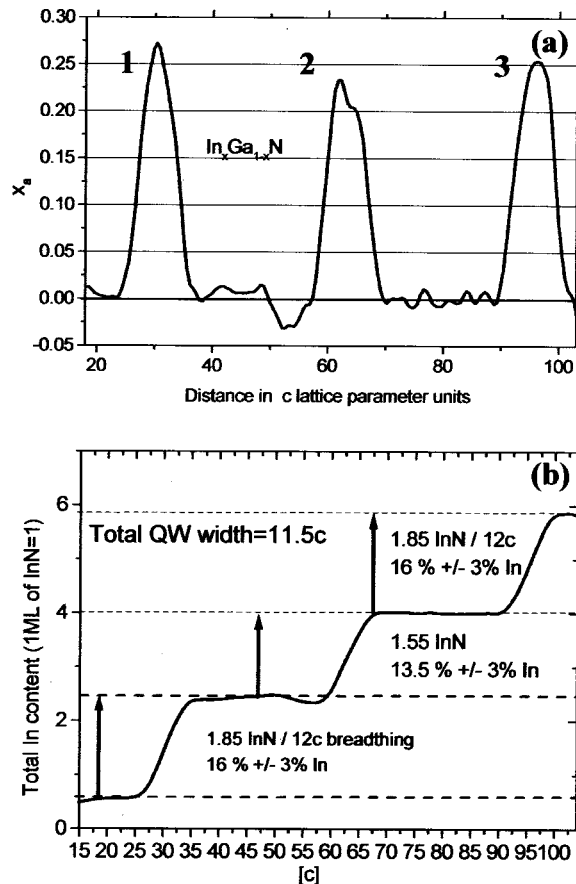 0.30
0.25
0.20
0.15
0.10
0.05
0.00
-0.05
x_a
1
2
3
(a)
InₓGa₁₋ₓN
20
40
60
80
100
Distance in c lattice parameter units
(b)
6
4
2
0
Total In content (1ML of InN=1)
Total QW width=11.5c
1.85 InN / 12c
16 % +/- 3% In
1.55 InN
13.5 % +/- 3% In
1.85 InN / 12c breadthing
16 % +/- 3% In
15 20 25 30 35 40 45 50 55 60 65 70 75 80 85 90 95100
[c]